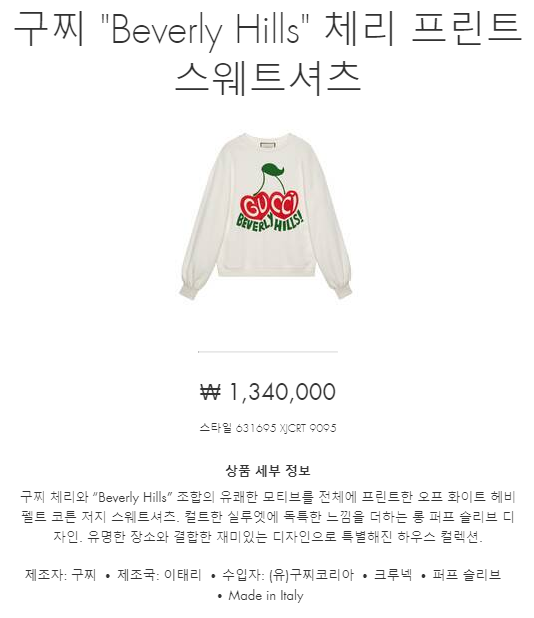 구찌 "Beverly Hills" 체리 프린트
스웨트셔츠
GUCCI
BEVERLY HILLS!
₩ 1,340,000
스타일 631695 XJCRT 9095
상품 세부 정보
구찌 체리와 “Beverly Hills” 조합의 유쾌한 모티브를 전체에 프린트한 오프 화이트 헤비
펠트 코튼 저지 스웨트셔츠. 컬트한 실루엣에 독특한 느낌을 더하는 롱 퍼프 슬리브 디
자인. 유명한 장소와 결합한 재미있는 디자인으로 특별해진 하우스 컬렉션.
제조자: 구찌 • 제조국: 이태리 • 수입자: (유)구찌코리아 • 크루넥 • 퍼프 슬리브
• Made in Italy